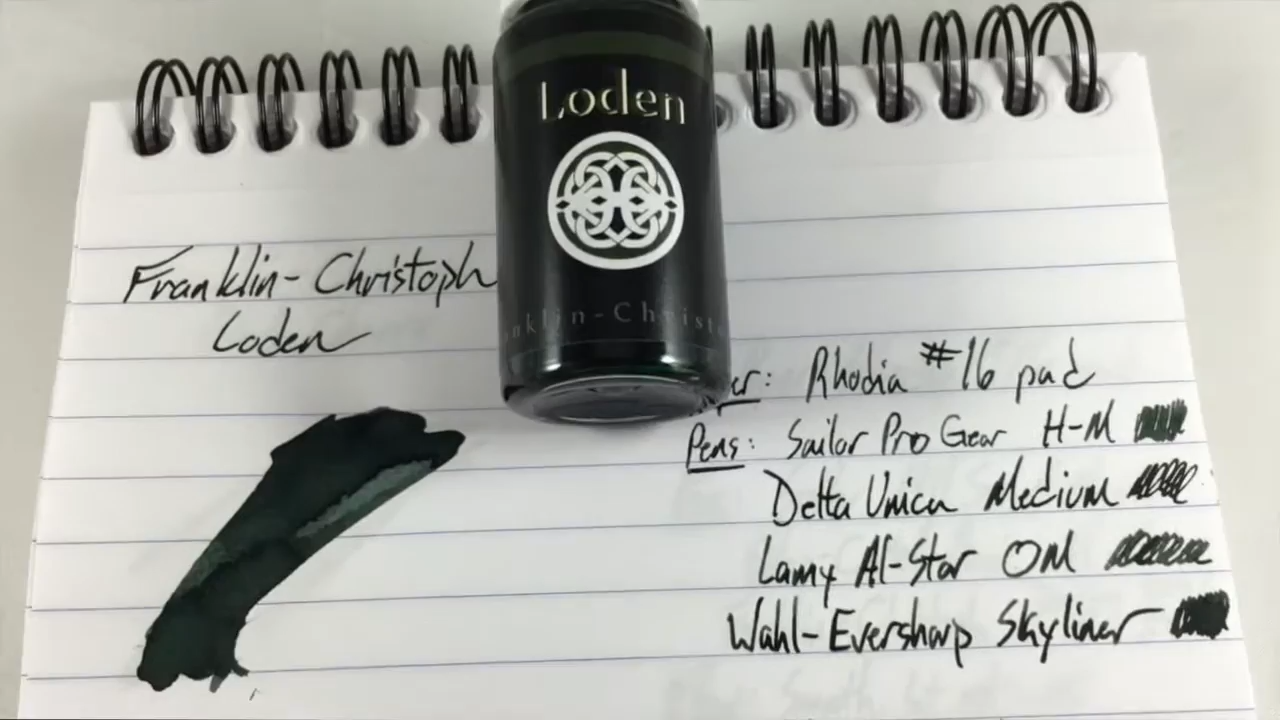 Loden
Franklin-Christoph
Loden
Rhodia #16 pad
Pens: Sailor Pro Gear H-M
Delta Unica Medium
Lamy Al-Star OM
Wahl-Eversharp Skyliner